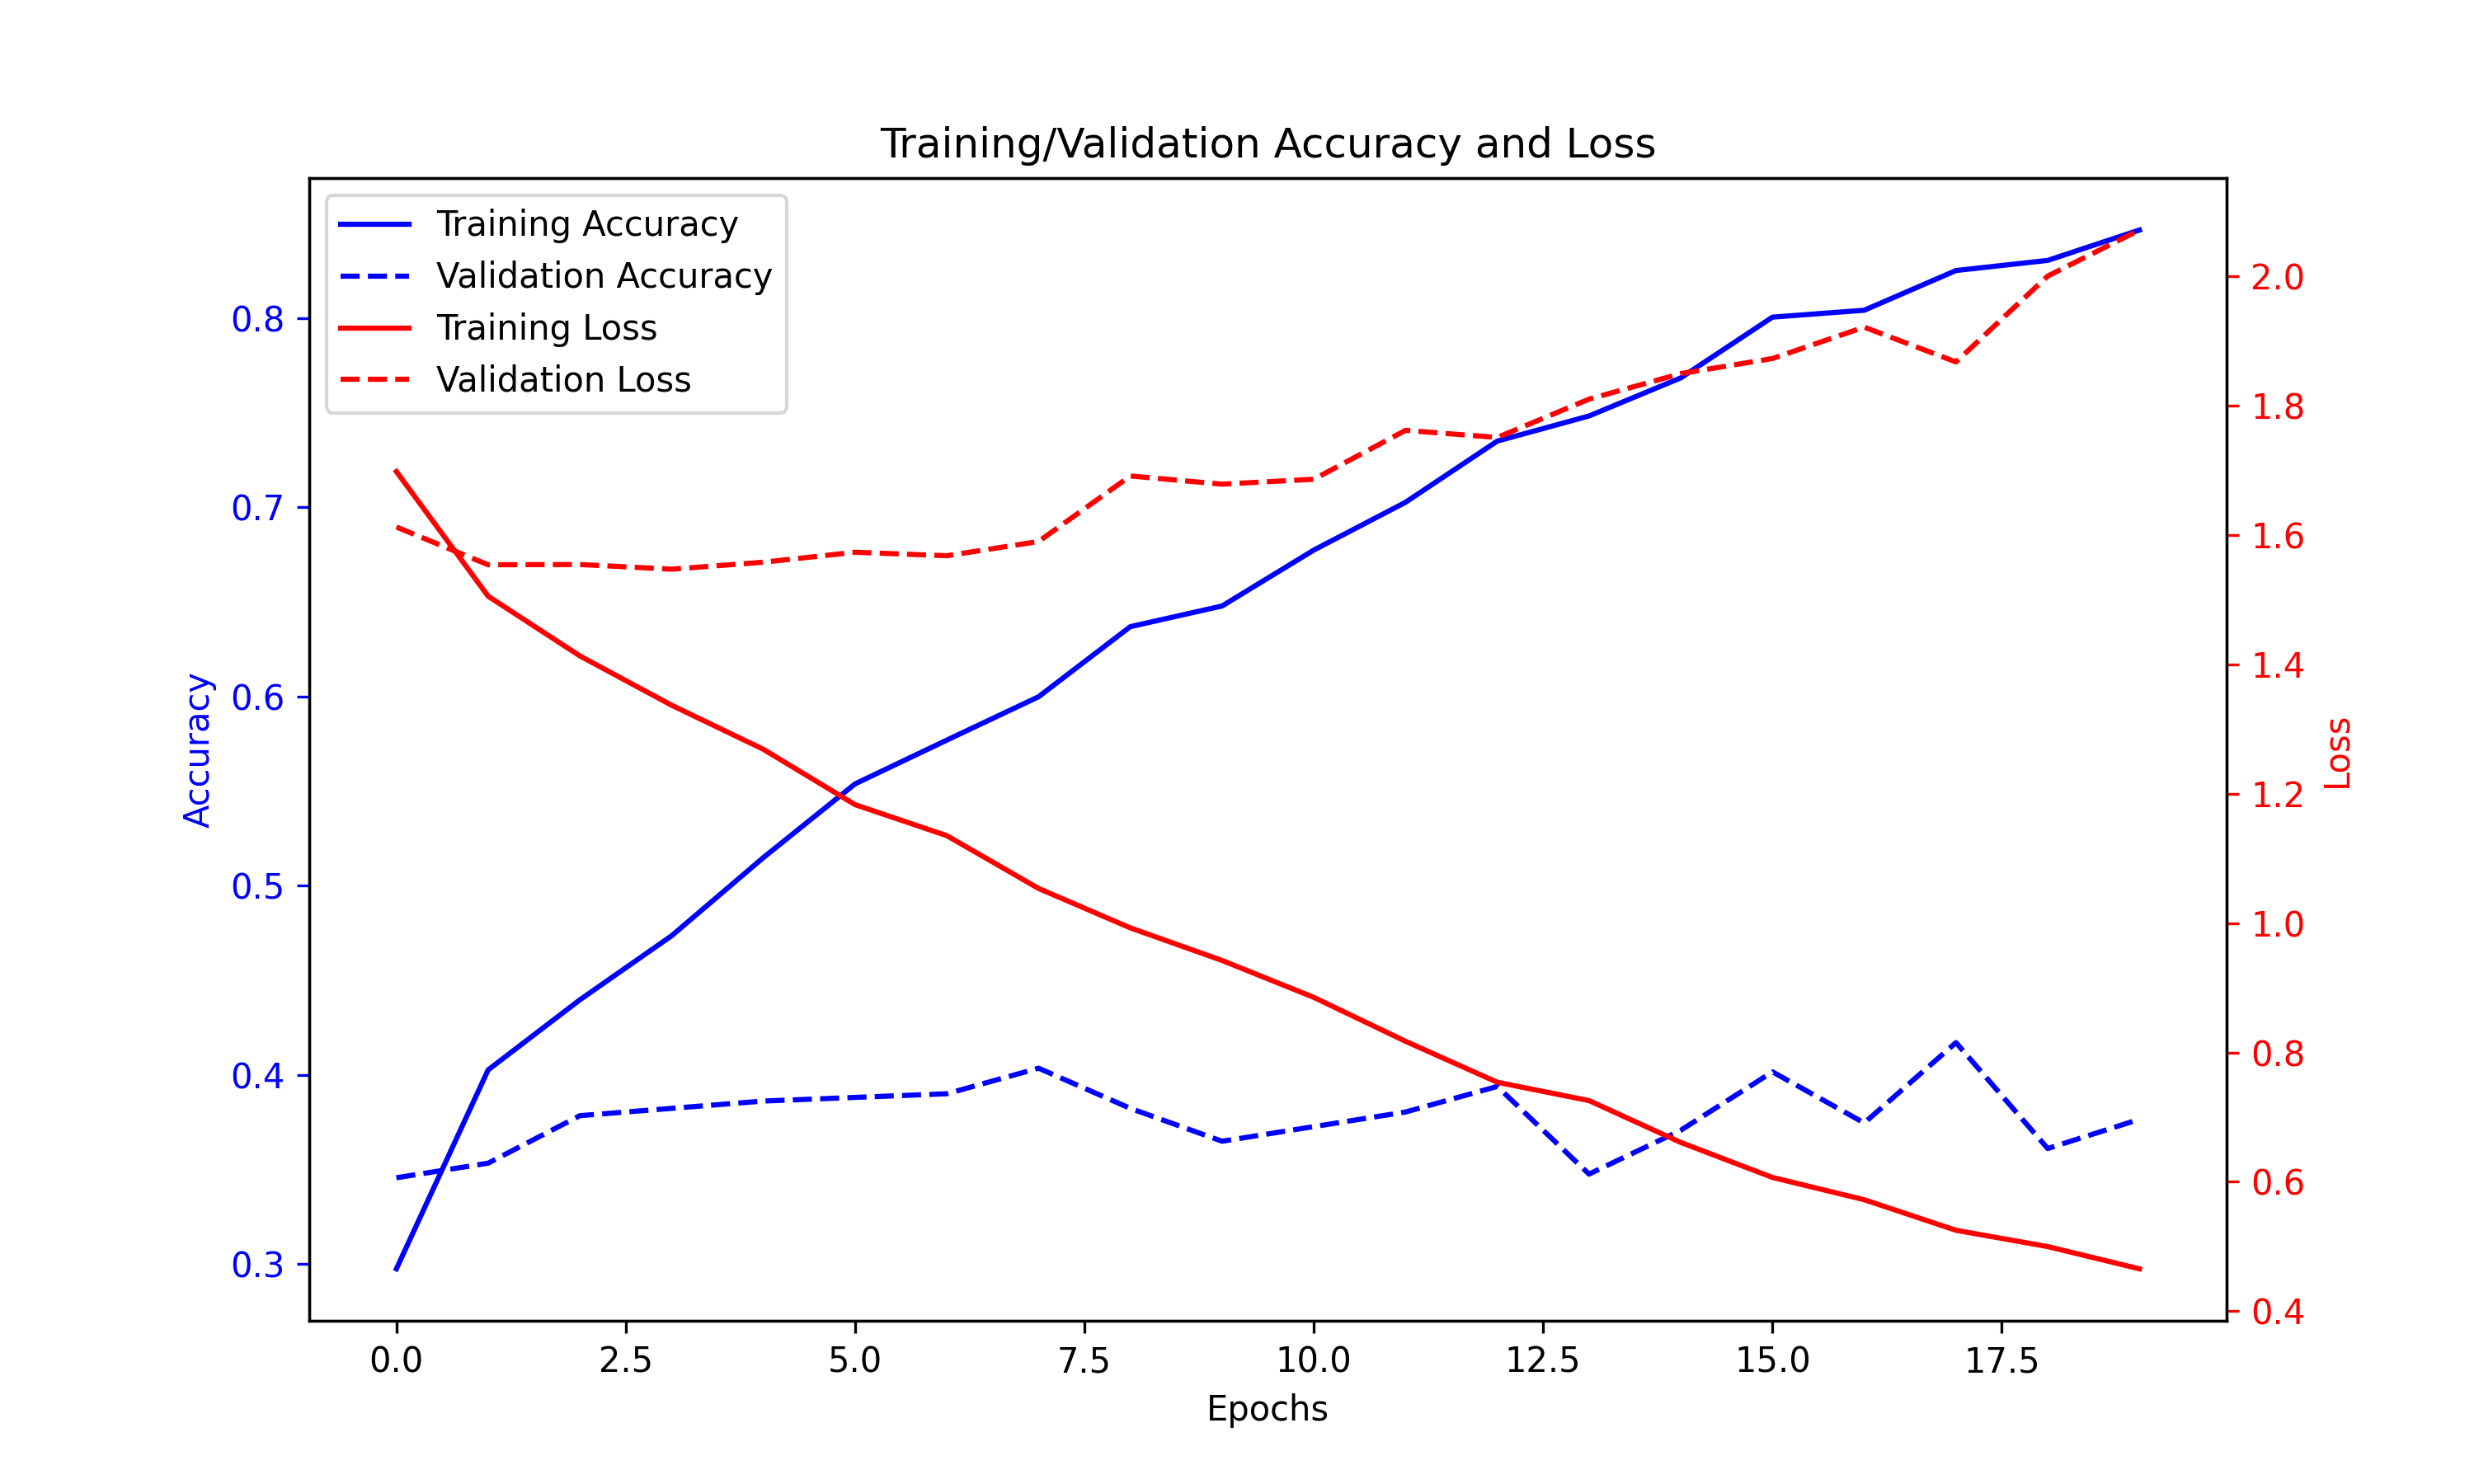 Training/Validation Accuracy and Loss
Training Accuracy
Validation Accuracy
Training Loss
Validation Loss
Accuracy
0.8
0.7
0.6
0.5
0.4
0.3
2.0
1.8
1.6
1.4
1.2
1.0
0.8
0.6
0.4
Loss
0.0 2.5 5.0 7.5 10.0 12.5 15.0 17.5
Epochs